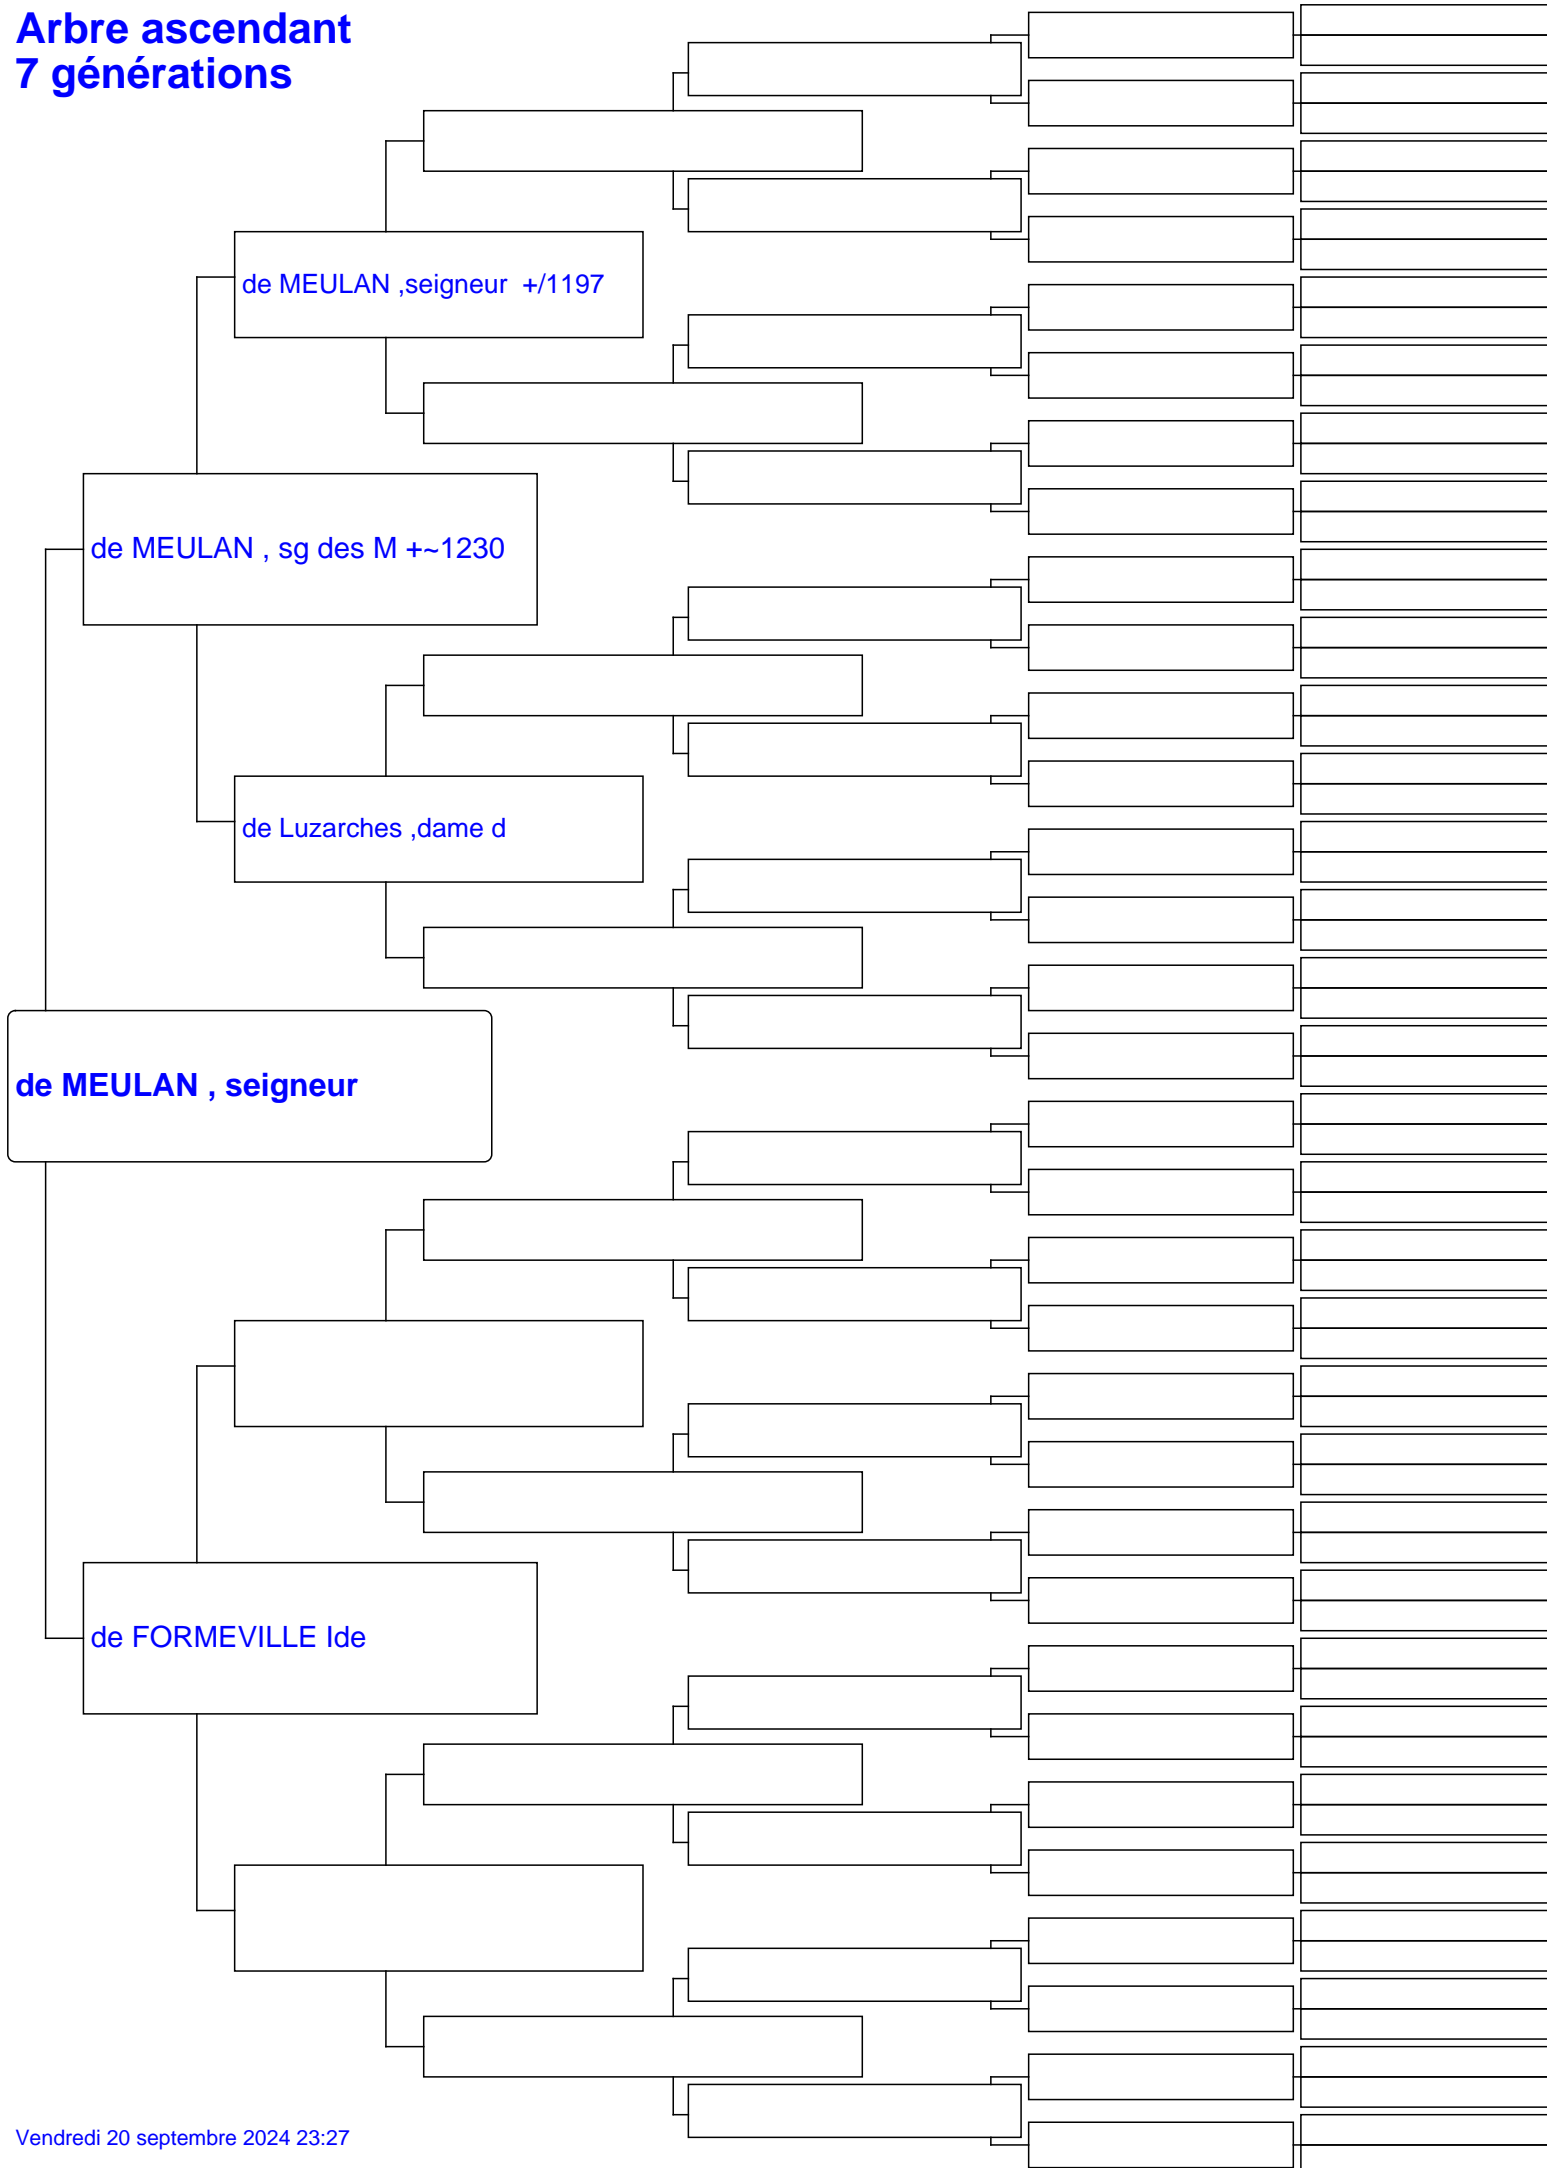 Arbre ascendant
7 générations
de MEULAN ,seigneur  +/1197
de MEULAN , sg des M +~1230
de Luzarches ,dame d
de MEULAN , seigneur
de FORMEVILLE Ide
Vendredi 20 septembre 2024 23:27